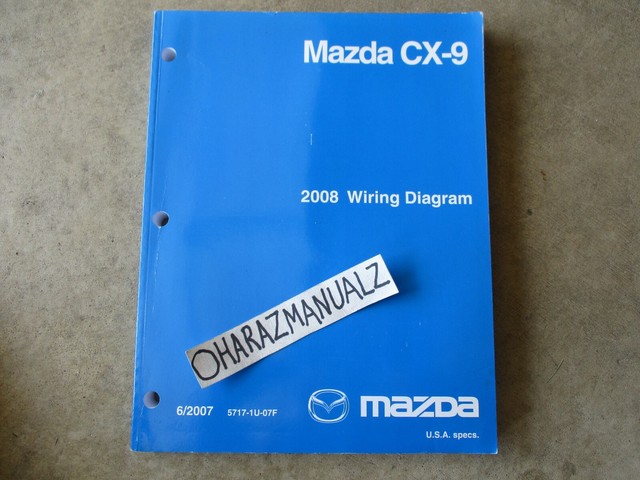 Mazda CX-9
2008 Wiring Diagram
OHARAZMANUALZ
6/2007 5717-1U-07F
mazda
U.S.A. specs.